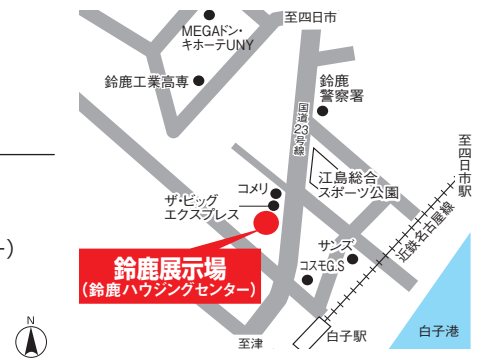 至四日市
MEGAドン・
キホーテUNY
鈴鹿工業高専
鈴鹿
警察署
国道23号線
至四日市駅
江島総合
スポーツ公園
コメリ
ザ・ビッグ
エクスプレス
近鉄名古屋線
ー)
鈴鹿展示場
(鈴鹿ハウジングセンター)
サンズ
コスモG.S
N
至津
白子駅
白子港